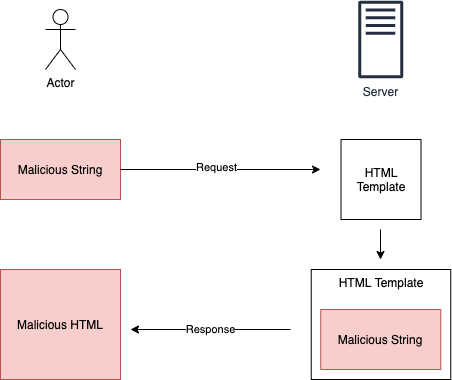 Actor
Server
Malicious String
Request
HTML
Template
HTML Template
Malicious String
Malicious HTML
Response